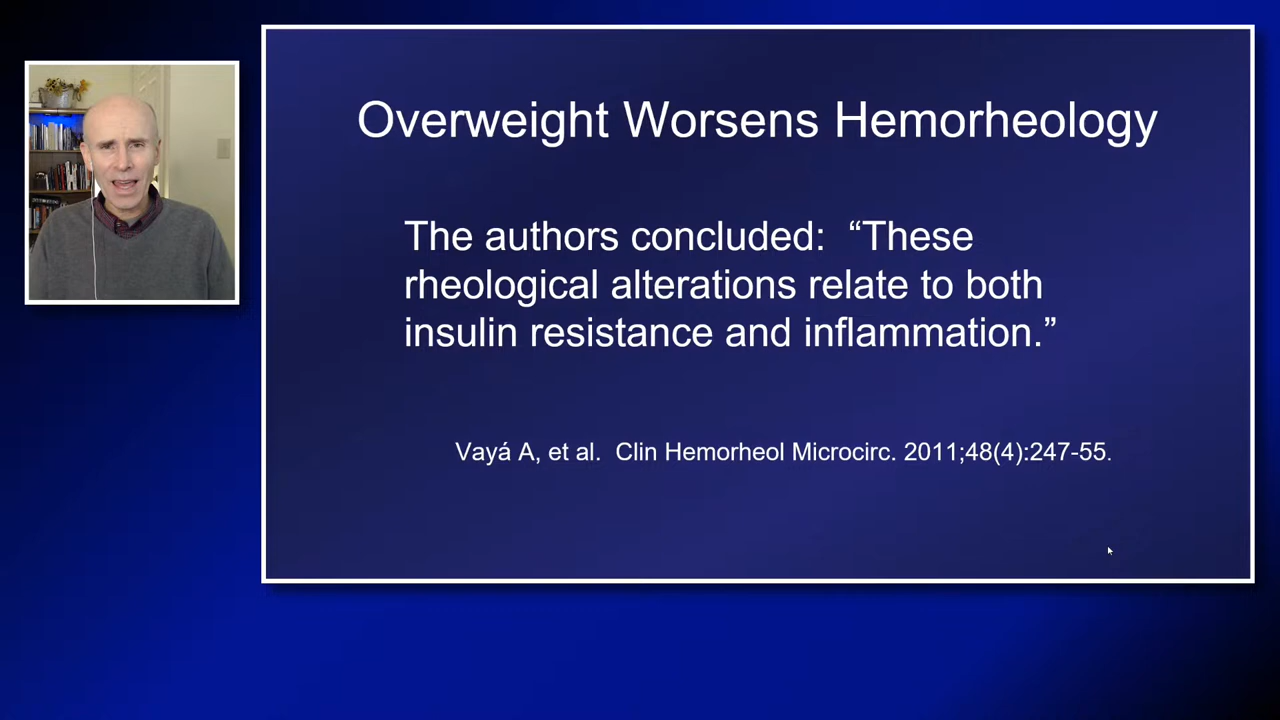 Overweight Worsens Hemorheology
The authors concluded:  “These
rheological alterations relate to both
insulin resistance and inflammation.”
Vayá A, et al.  Clin Hemorheol Microcirc. 2011;48(4):247-55.